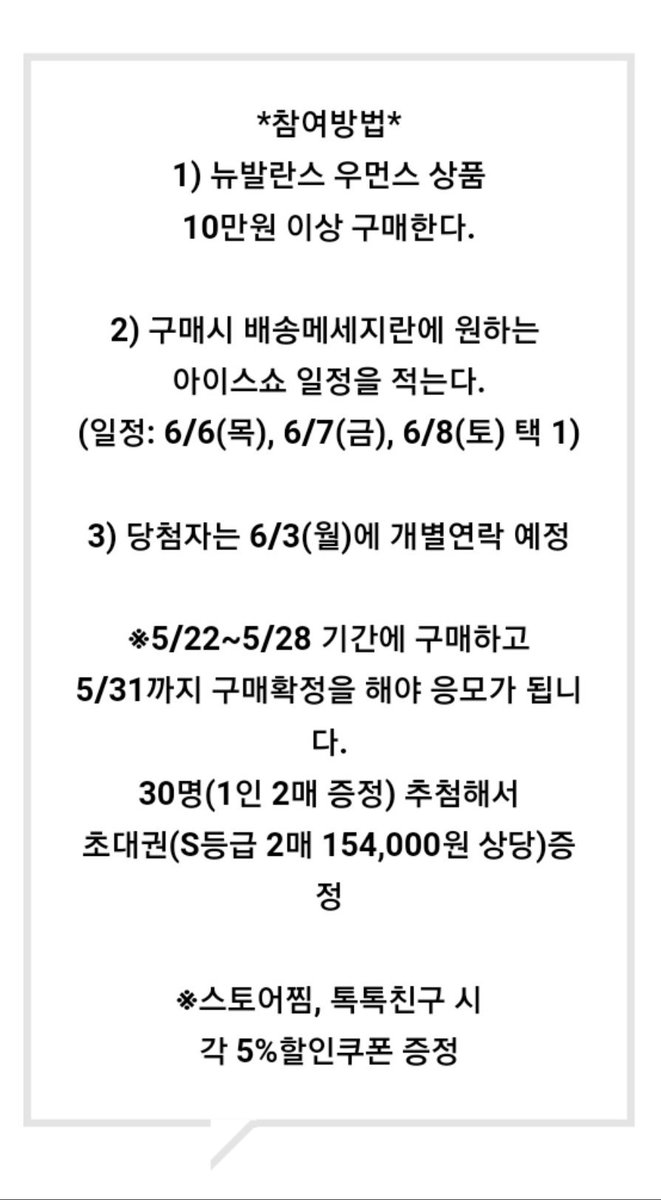 *참여방법*
1) 뉴발란스 우먼스 상품
10만원 이상 구매한다.
2) 구매시 배송메세지란에 원하는
아이스쇼 일정을 적는다.
(일정: 6/6(목), 6/7(금), 6/8(토) 택 1)
3) 당첨자는 6/3(월)에 개별연락 예정
※5/22~5/28 기간에 구매하고
5/31까지 구매확정을 해야 응모가 됩니
다.
30명(1인 2매 증정) 추첨해서
초대권(S등급 2매 154,000원 상당)증
정
※스토어찜, 톡톡친구 시
각 5%할인쿠폰 증정